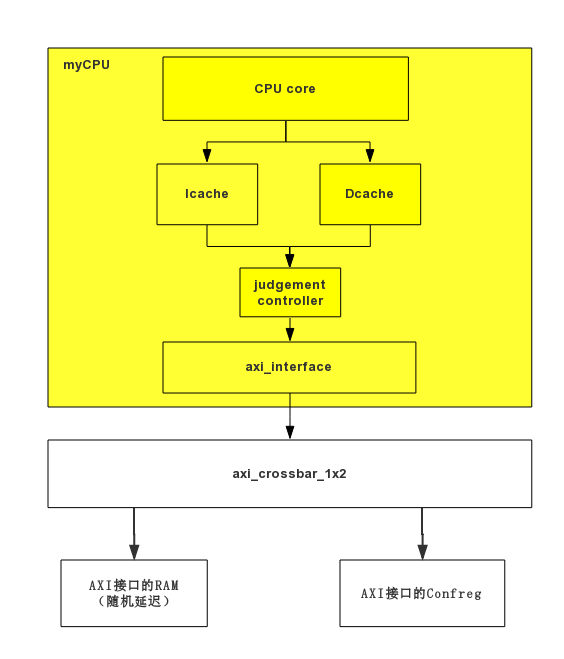 myCPU
CPU core
Icache
Dcache
judgement
controller
axi_interface
axi_crossbar_1x2
AXI接口的RAM
（随机延迟）
AXI接口的Confreg